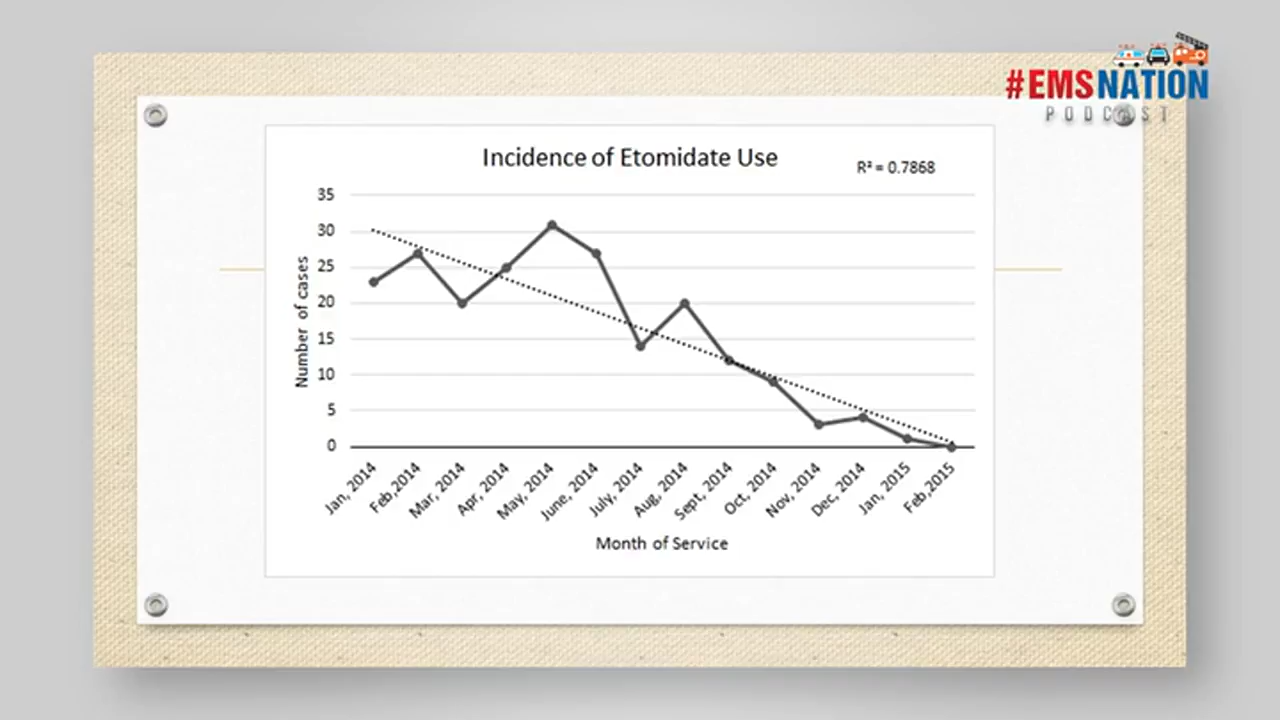 #EMSNATION
PODCAST
Incidence of Etomidate Use
R² = 0.7868
35
30
25
20
15
10
5
0
Number of cases
Jan, 2014
Feb,2014
Mar, 2014
Apr, 2014
May, 2014
June, 2014
July, 2014
Aug, 2014
Sept, 2014
Oct, 2014
Nov, 2014
Dec, 2014
Jan, 2015
Feb,2015
Month of Service